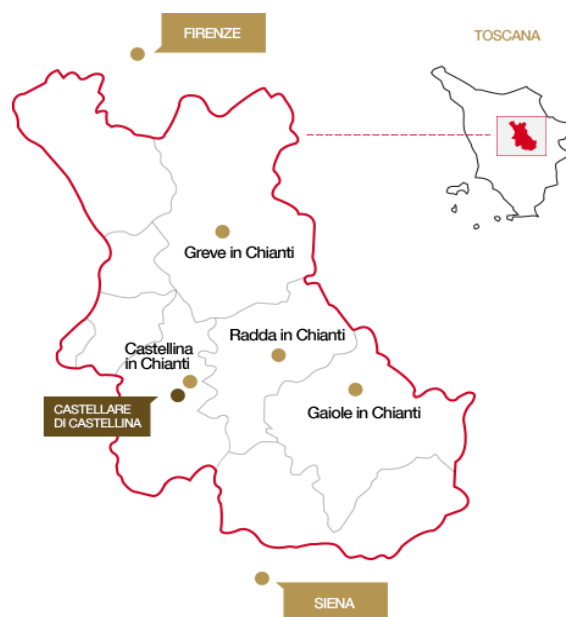 FIRENZE
TOSCANA
Greve in Chianti
Radda in Chianti
Castellina
in Chianti
CASTELLARE
DI CASTELLINA
Gaiole in Chianti
SIENA